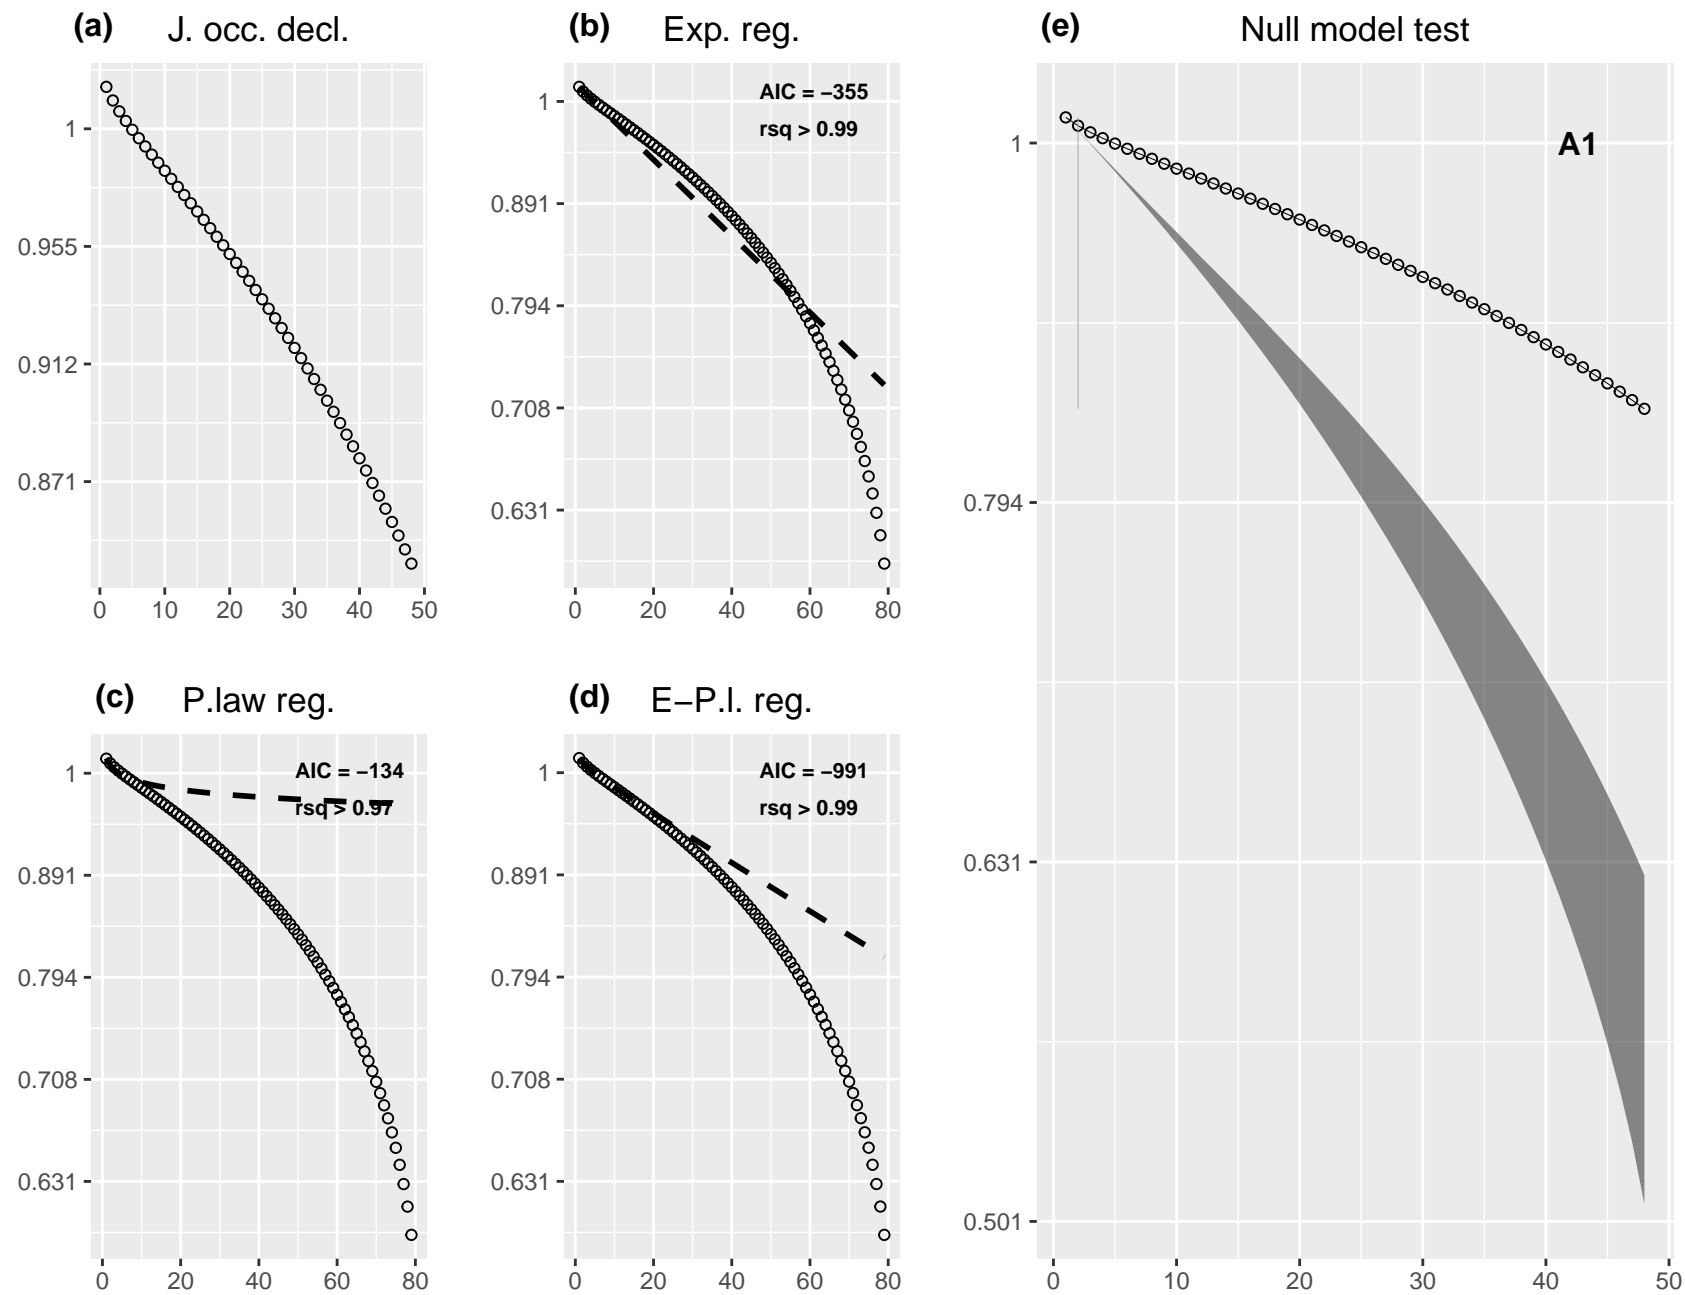 (a) J. occ. decl.
1
0.955
0.912
0.871
0 10 20 30 40 50
(b) Exp. reg.
AIC = −355
rsq > 0.99
1
0.891
0.794
0.708
0.631
0 20 40 60 80
(c) P.law reg.
AIC = −134
rsq > 0.97
1
0.891
0.794
0.708
0.631
0 20 40 60 80
(d) E−P.l. reg.
AIC = −991
rsq > 0.99
1
0.891
0.794
0.708
0.631
0 20 40 60 80
(e) Null model test
A1
1
0.794
0.631
0.501
0 10 20 30 40 50